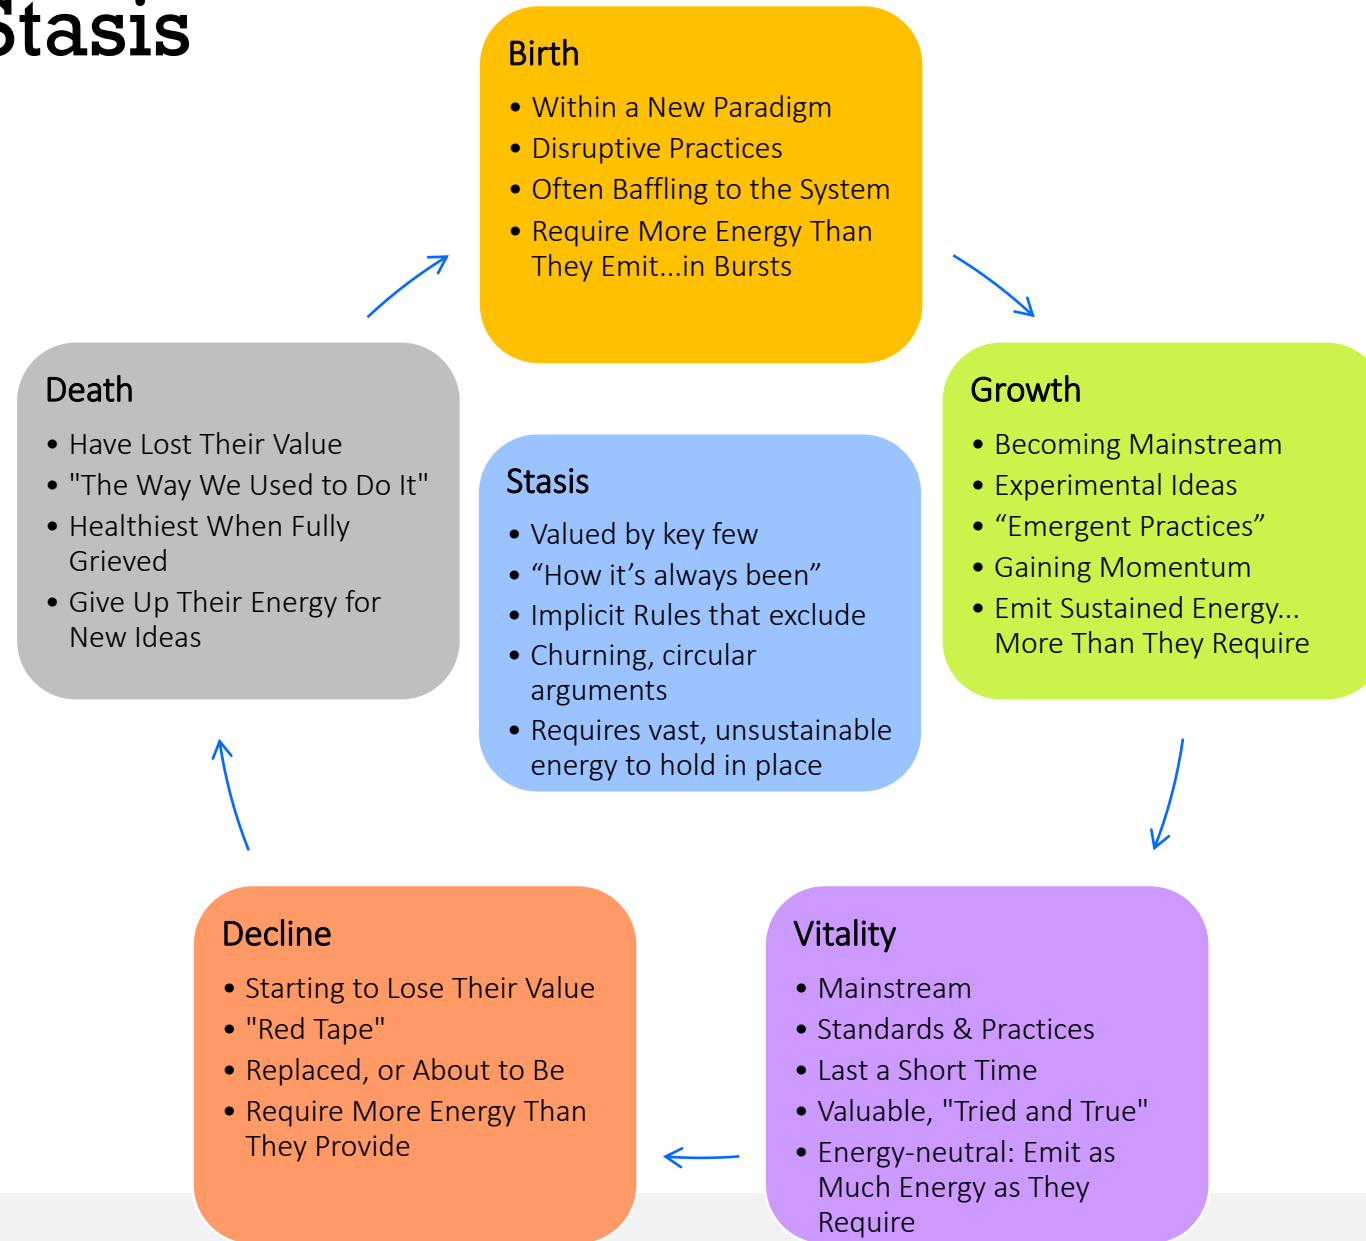 Stasis
Birth
• Within a New Paradigm
• Disruptive Practices
• Often Baffling to the System
• Require More Energy Than
They Emit...in Bursts
Growth
• Becoming Mainstream
• Experimental Ideas
• “Emergent Practices”
• Gaining Momentum
• Emit Sustained Energy...
More Than They Require
Vitality
• Mainstream
• Standards & Practices
• Last a Short Time
• Valuable, "Tried and True"
• Energy-neutral: Emit as
Much Energy as They
Require
Decline
• Starting to Lose Their Value
• "Red Tape"
• Replaced, or About to Be
• Require More Energy Than
They Provide
Death
• Have Lost Their Value
• "The Way We Used to Do It"
• Healthiest When Fully
Grieved
• Give Up Their Energy for
New Ideas
Stasis
• Valued by key few
• “How it’s always been”
• Implicit Rules that exclude
• Churning, circular
arguments
• Requires vast, unsustainable
energy to hold in place